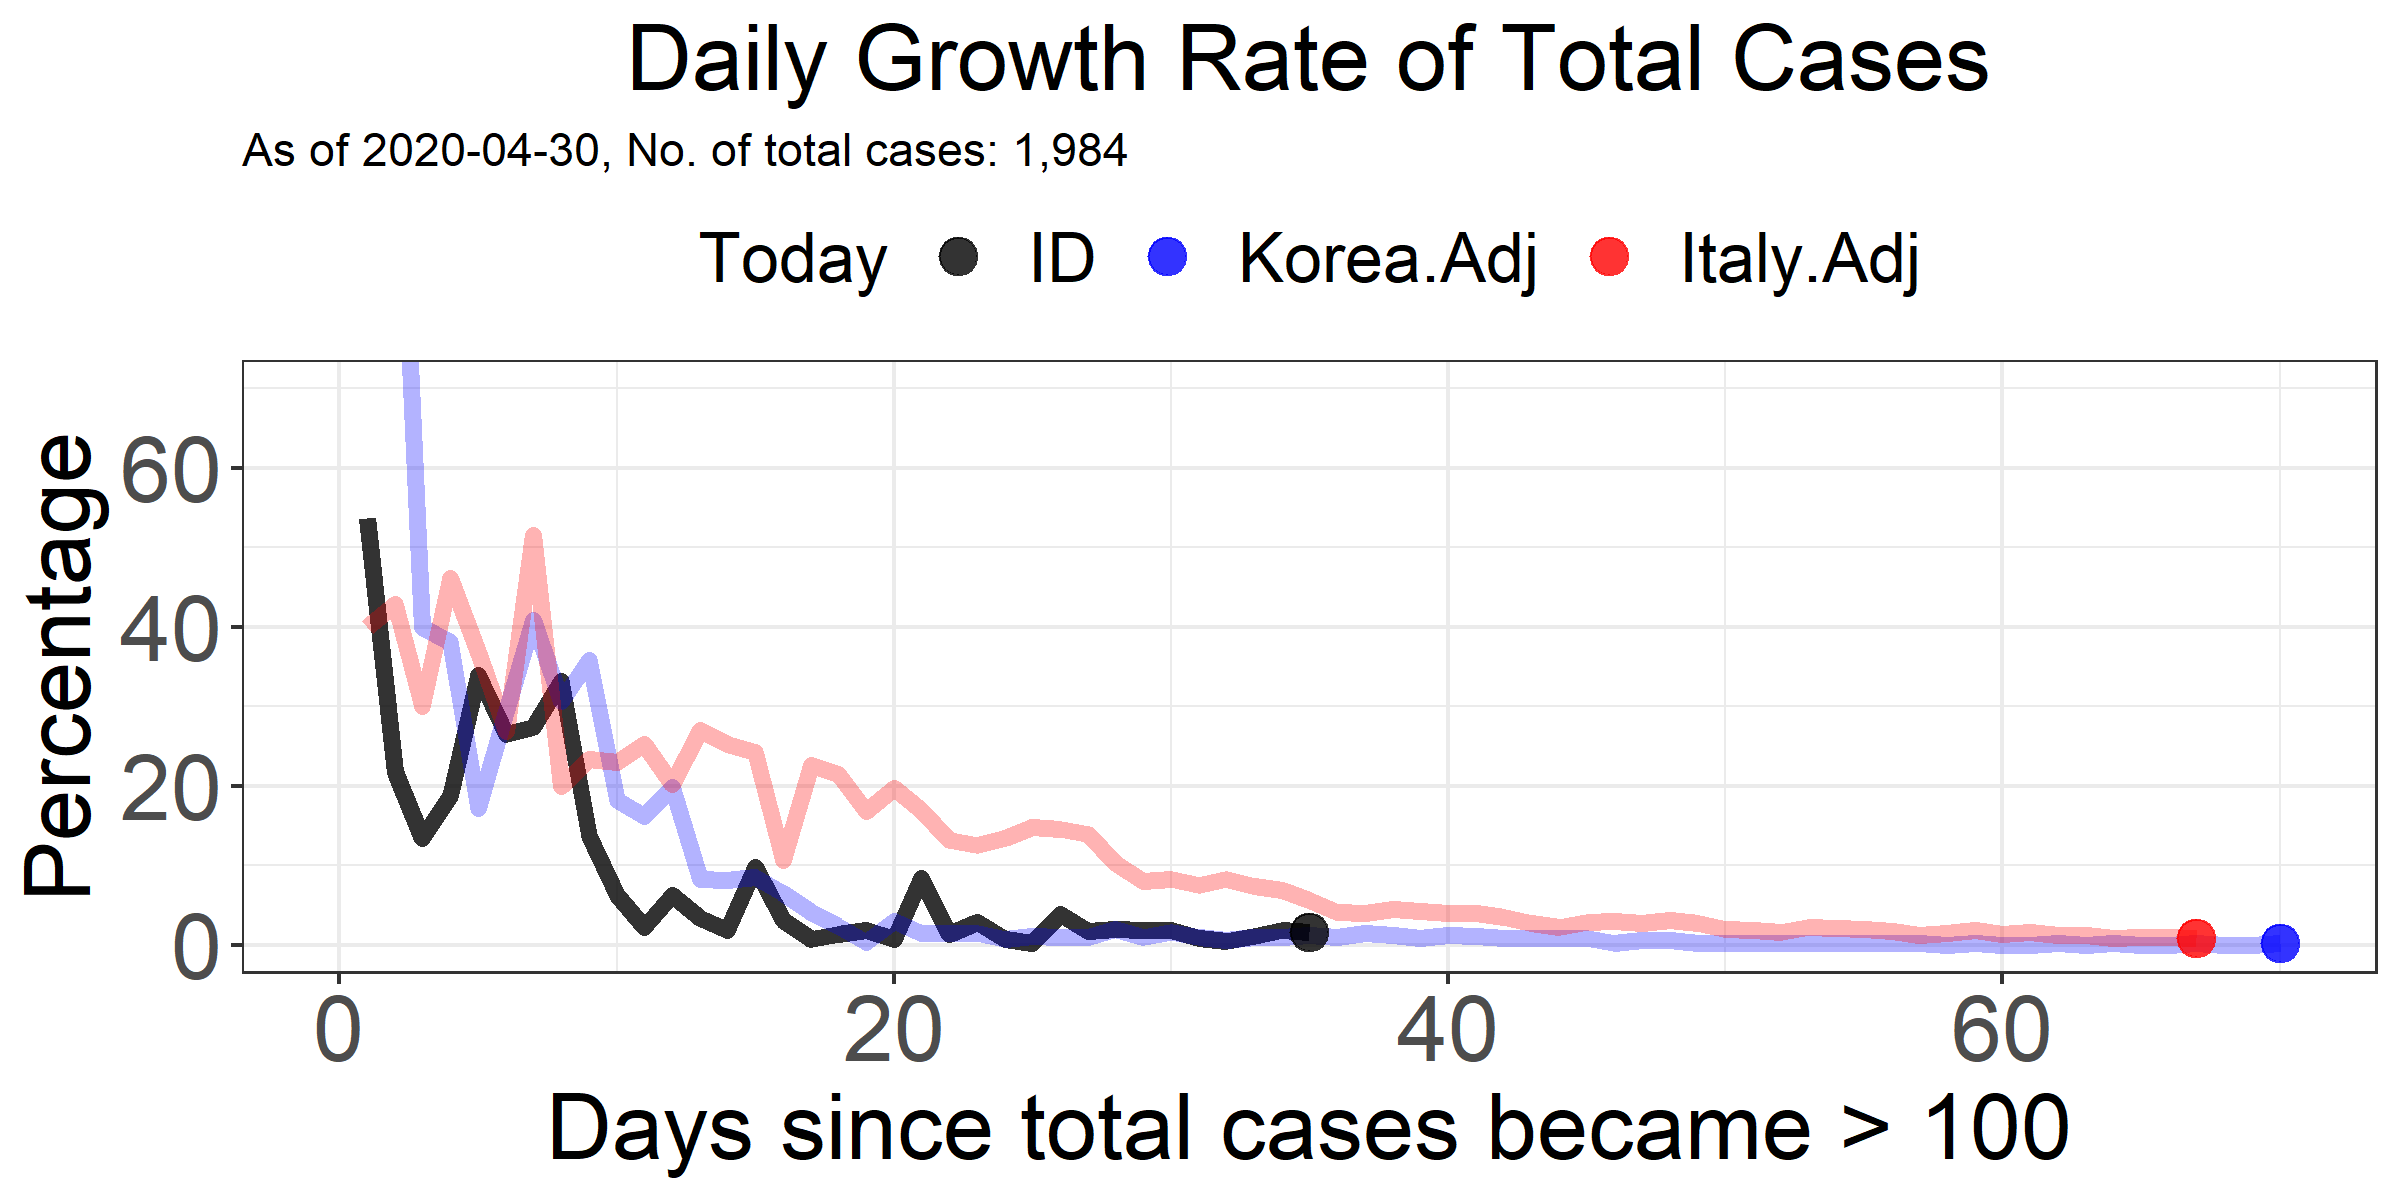 Daily Growth Rate of Total Cases
As of 2020-04-30, No. of total cases: 1,984
Today ID Korea.Adj Italy.Adj
Percentage
60
40
20
0
0 20 40 60
Days since total cases became > 100